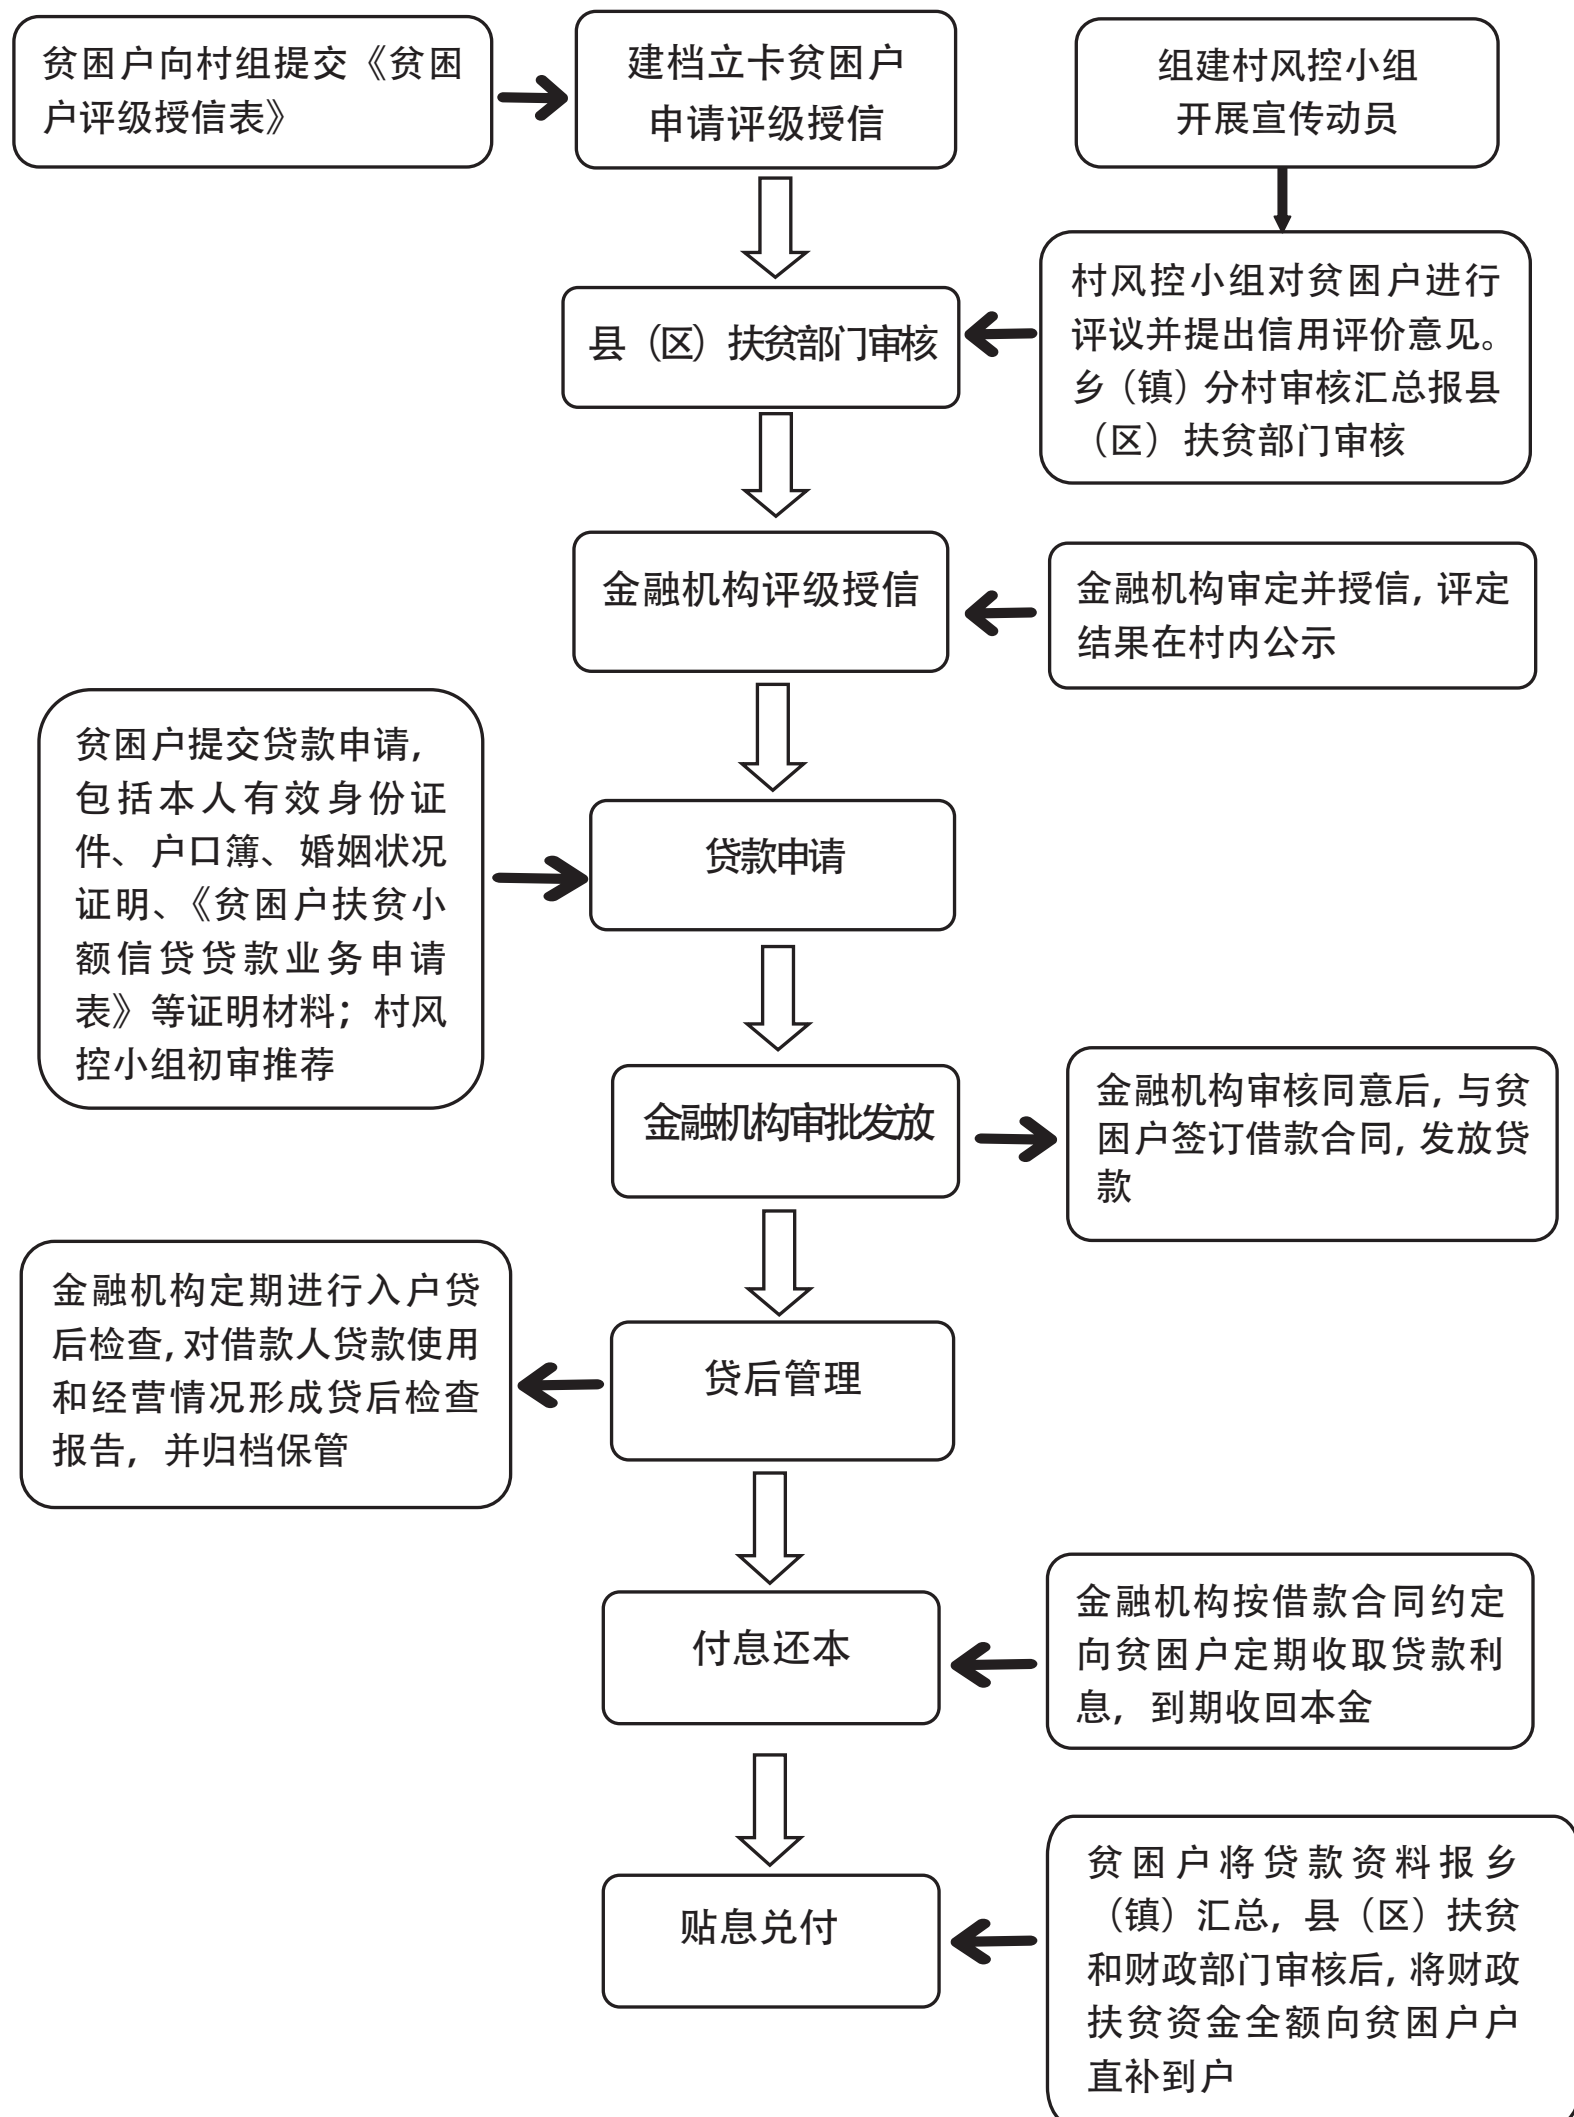 贫困户向村组提交《贫困
户评级授信表》
建档立卡贫困户
申请评级授信
组建村风控小组
开展宣传动员
县（区）扶贫部门审核
村风控小组对贫困户进行
评议并提出信用评价意见。
乡（镇）分村审核汇总报县
（区）扶贫部门审核
金融机构评级授信
金融机构审定并授信，评定
结果在村内公示
贫困户提交贷款申请，
包括本人有效身份证
件、户口簿、婚姻状况
证明、《贫困户扶贫小
额信贷贷款业务申请
表》等证明材料；村风
控小组初审推荐
贷款申请
金融机构审批发放
金融机构审核同意后，与贫
困户签订借款合同，发放贷
款
金融机构定期进行入户贷
后检查，对借款人贷款使用
和经营情况形成贷后检查
报告，并归档保管
贷后管理
付息还本
金融机构按借款合同约定
向贫困户定期收取贷款利
息，到期收回本金
贴息兑付
贫困户将贷款资料报乡
（镇）汇总，县（区）扶贫
和财政部门审核后，将财政
扶贫资金全额向贫困户户
直补到户